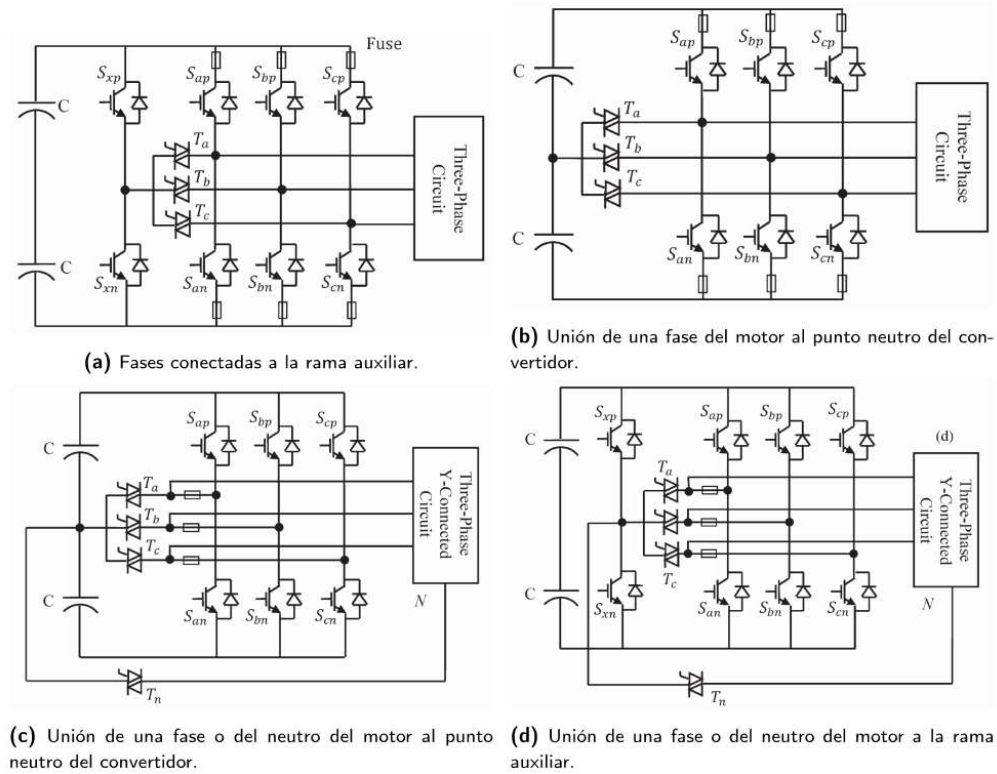 Fuse
S_xp
S_ap
S_bp
S_cp
C
T_a
T_b
T_c
Three-Phase
Circuit
C
S_xn
S_an
S_bn
S_cn
(a) Fases conectadas a la rama auxiliar.
S_ap
S_bp
S_cp
C
T_a
T_b
T_c
Three-Phase
Circuit
C
S_an
S_bn
S_cn
(b) Unión de una fase del motor al punto neutro del con-
vertidor.
S_ap
S_bp
S_cp
C
T_a
T_b
T_c
Three-Phase
Y-Connected
Circuit
C
S_an
S_bn
S_cn
N
T_n
(c) Unión de una fase o del neutro del motor al punto
neutro del convertidor.
S_xp
S_ap
S_bp
S_cp
(d)
C
T_a
T_c
Three-Phase
Y-Connected
Circuit
C
S_xn
S_an
S_bn
S_cn
N
T_n
(d) Unión de una fase o del neutro del motor a la rama
auxiliar.